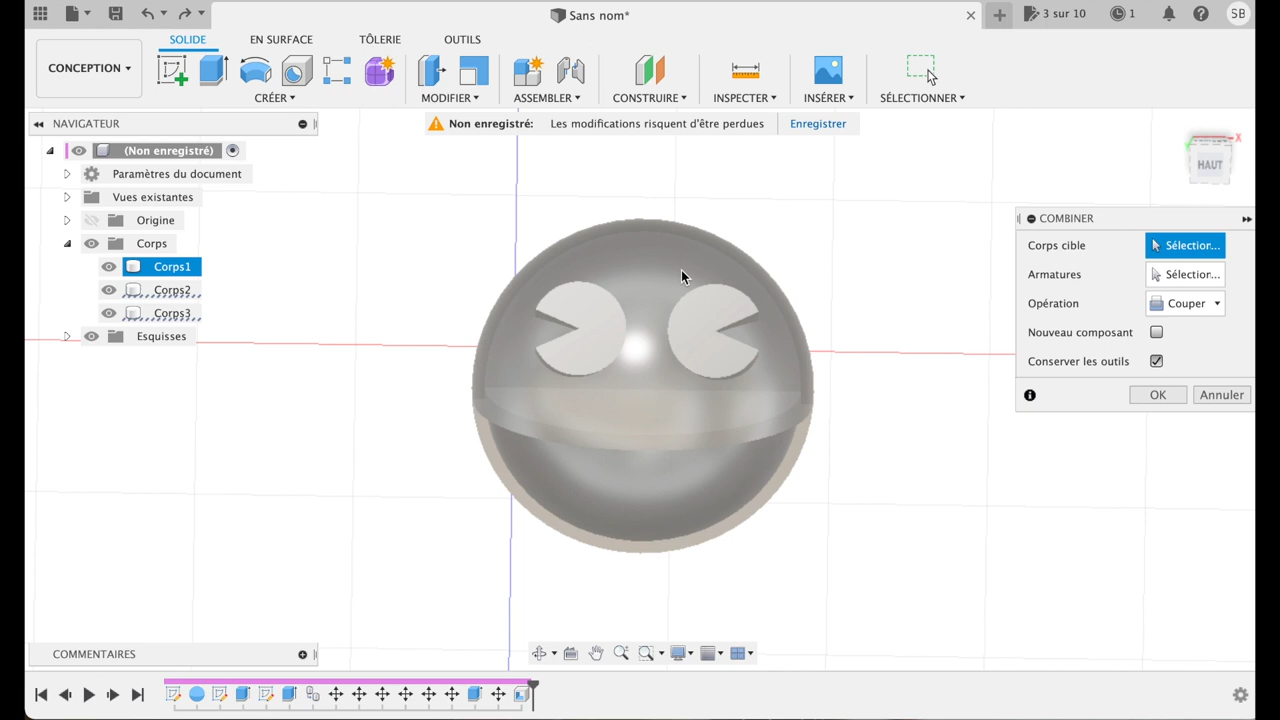 Sans nom*
3 sur 10
1
SB
SOLIDE
EN SURFACE
TÔLERIE
OUTILS
CONCEPTION
CRÉER
MODIFIER
ASSEMBLER
CONSTRUIRE
INSPECTER
INSÉRER
SÉLECTIONNER
NAVIGATEUR
Non enregistré: Les modifications risquent d'être perdues Enregistrer
(Non enregistré)
Paramètres du document
Vues existantes
Origine
Corps
Corps1
Corps2
Corps3
Esquisses
X
HAUT
COMBINER
Corps cible Sélection...
Armatures Sélection...
Opération Couper
Nouveau composant
Conserver les outils
OK Annuler
COMMENTAIRES